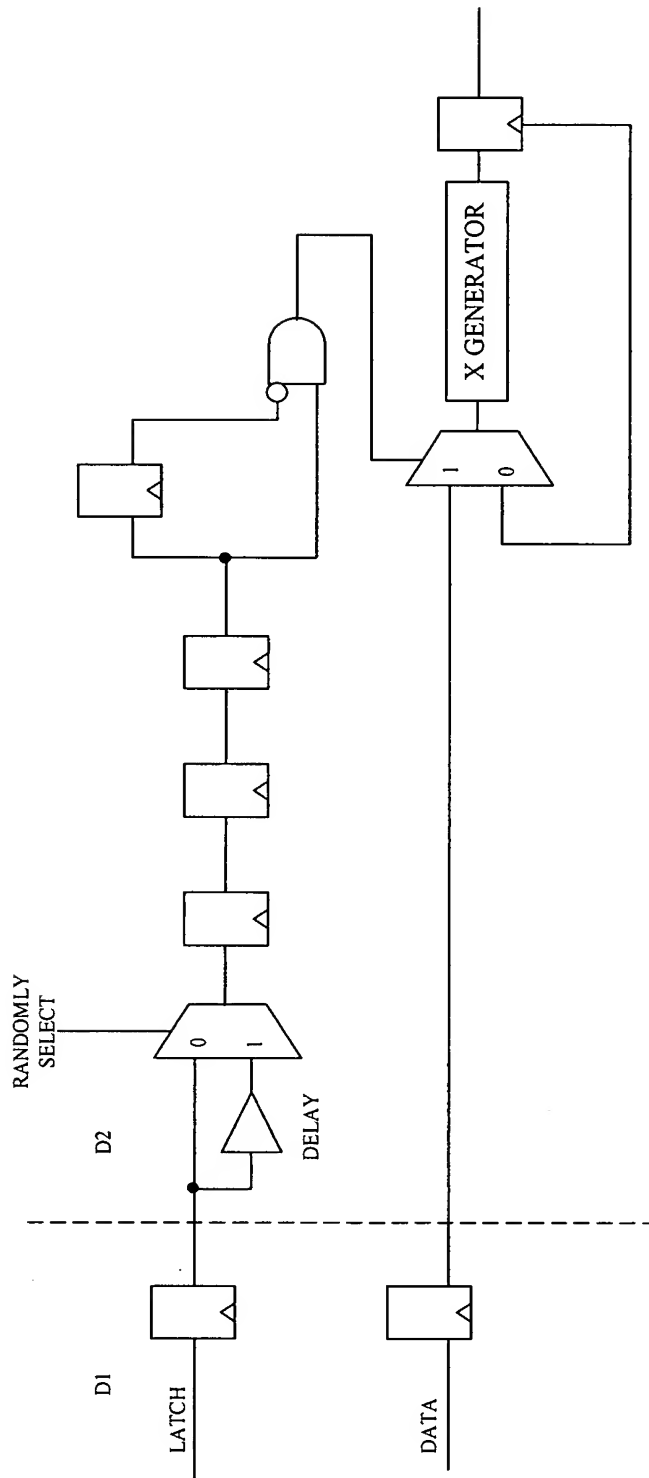 D1
D2
RANDOMLY
SELECT
LATCH
0
1
DELAY
DATA
1
0
X GENERATOR